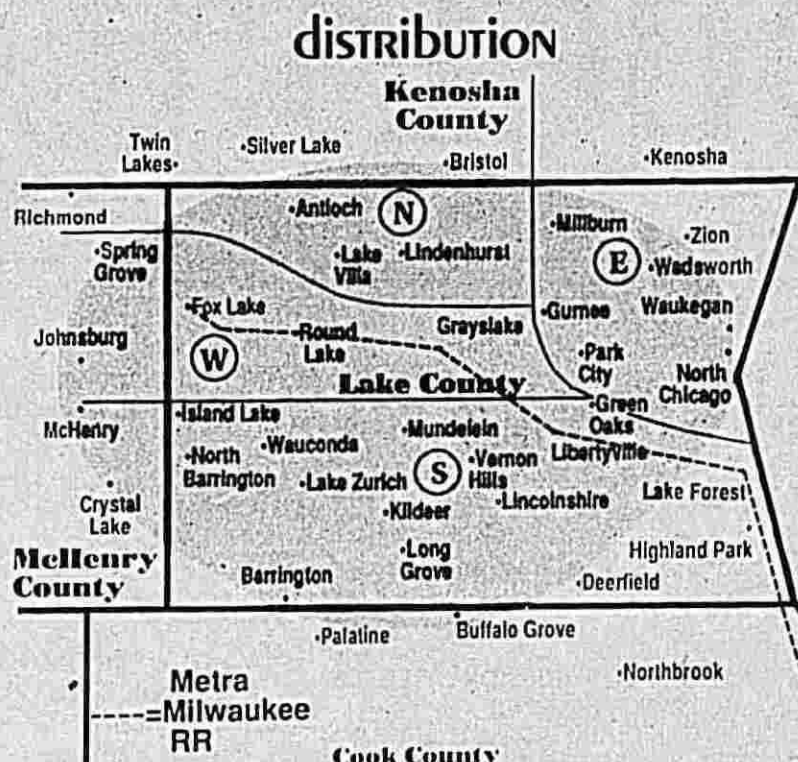 distribution
Kenosha
County
Twin
Lakes
Silver Lake
Bristol
Kenosha
Richmond
Antioch
N
Millburn
Zion
Spring
Grove
Lake
Villa
Lindenhurst
E
Wadsworth
Fox Lake
Gurnee
Waukegan
Johnsburg
W
Round
Lake
Grayslake
Park
City
North
Chicago
Lake County
McHenry
Island Lake
Green
Oaks
Mundelein
Wauconda
North
Barrington
Lake Zurich
S
Vernon
Hills
Libertyville
Lincolnshire
Lake Forest
Crystal
Lake
Kildeer
McHenry
County
Long
Grove
Highland Park
Barrington
Deerfield
Palatine
Buffalo Grove
Northbrook
Metra
=Milwaukee
RR
Cook County